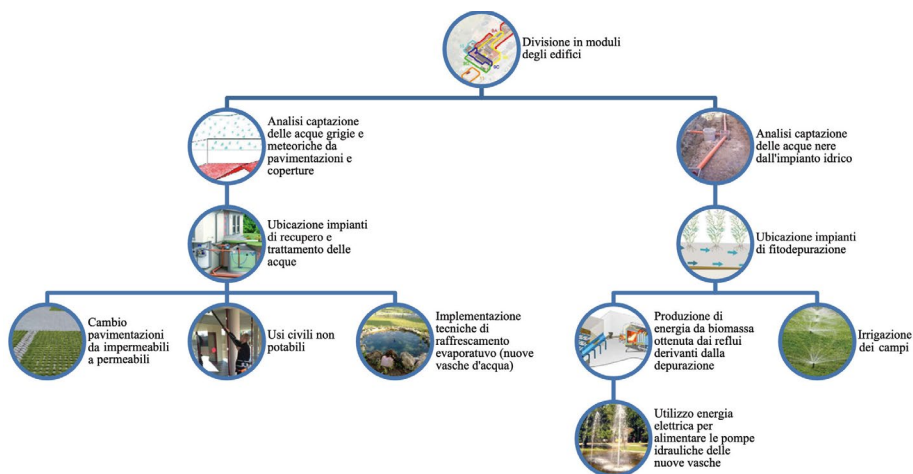 Divisione in moduli
degli edifici
Analisi captazione
delle acque grigie e
meteoriche da
pavimentazioni e
coperture
Analisi captazione
delle acque nere
dall'impianto idrico
Ubicazione impianti
di recupero e
trattamento delle
acque
Ubicazione impianti
di fitodepurazione
Cambio
pavimentazioni
da impermeabili
a permeabili
Usi civili non
potabili
Implementazione
tecniche di
raffrescamento
evaporatuvo (nuove
vasche d'acqua)
Produzione di
energia da biomassa
ottenuta dai reflui
derivanti dalla
depurazione
Irrigazione
dei campi
Utilizzo energia
elettrica per
alimentare le pompe
idrauliche delle
nuove vasche